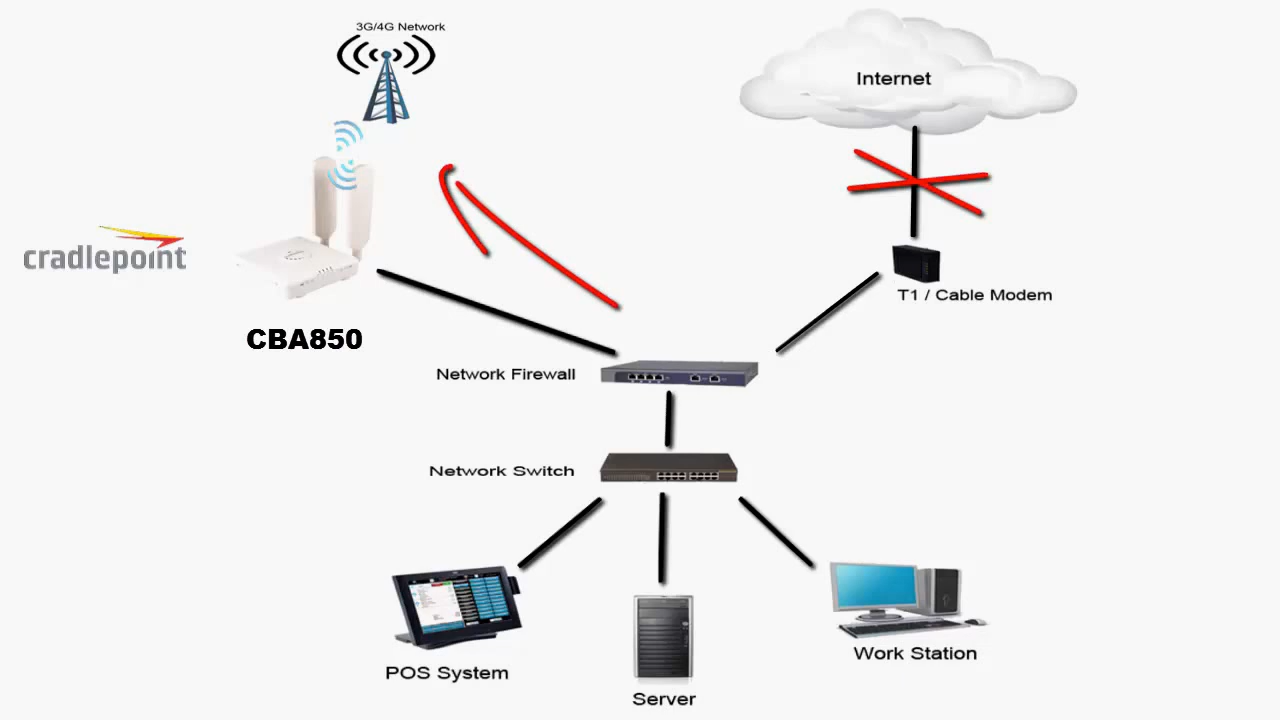 3G/4G Network
Internet
cradlepoint
T1 / Cable Modem
CBA850
Network Firewall
Network Switch
POS System
Work Station
Server